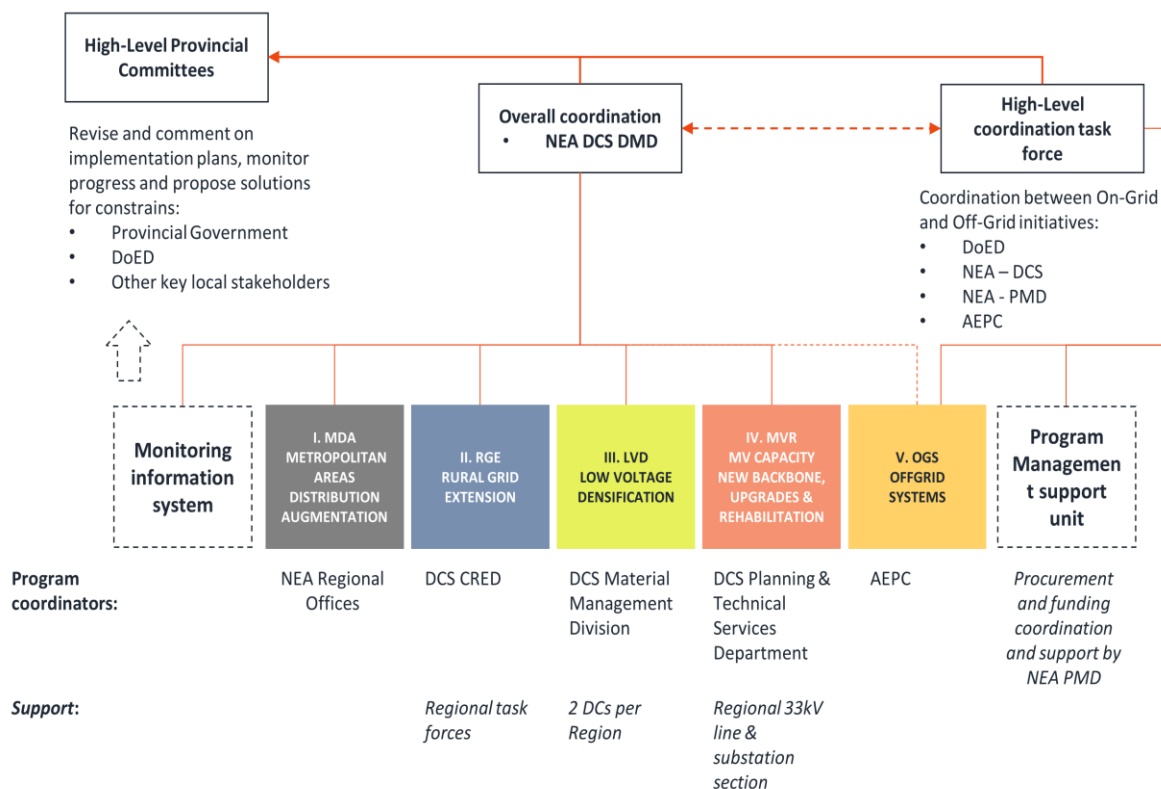 High-Level Provincial
Committees
Overall coordination
• NEA DCS DMD
High-Level
coordination task
force
Revise and comment on
implementation plans, monitor
progress and propose solutions
for constrains:
• Provincial Government
• DoED
• Other key local stakeholders
Coordination between On-Grid
and Off-Grid initiatives:
• DoED
• NEA – DCS
• NEA - PMD
• AEPC
Monitoring
information
system
I. MDA
METROPOLITAN
AREAS
DISTRIBUTION
AUGMENTATION
II. RGE
RURAL GRID
EXTENSION
III. LVD
LOW VOLTAGE
DENSIFICATION
IV. MVR
MV CAPACITY
NEW BACKBONE,
UPGRADES &
REHABILITATION
V. OGS
OFFGRID
SYSTEMS
Program
Managemen
t support
unit
Program
coordinators:
NEA Regional
Offices
DCS CRED
DCS Material
Management
Division
DCS Planning &
Technical
Services
Department
AEPC
Procurement
and funding
coordination
and support by
NEA PMD
Support:
Regional task
forces
2 DCs per
Region
Regional 33kV
line &
substation
section